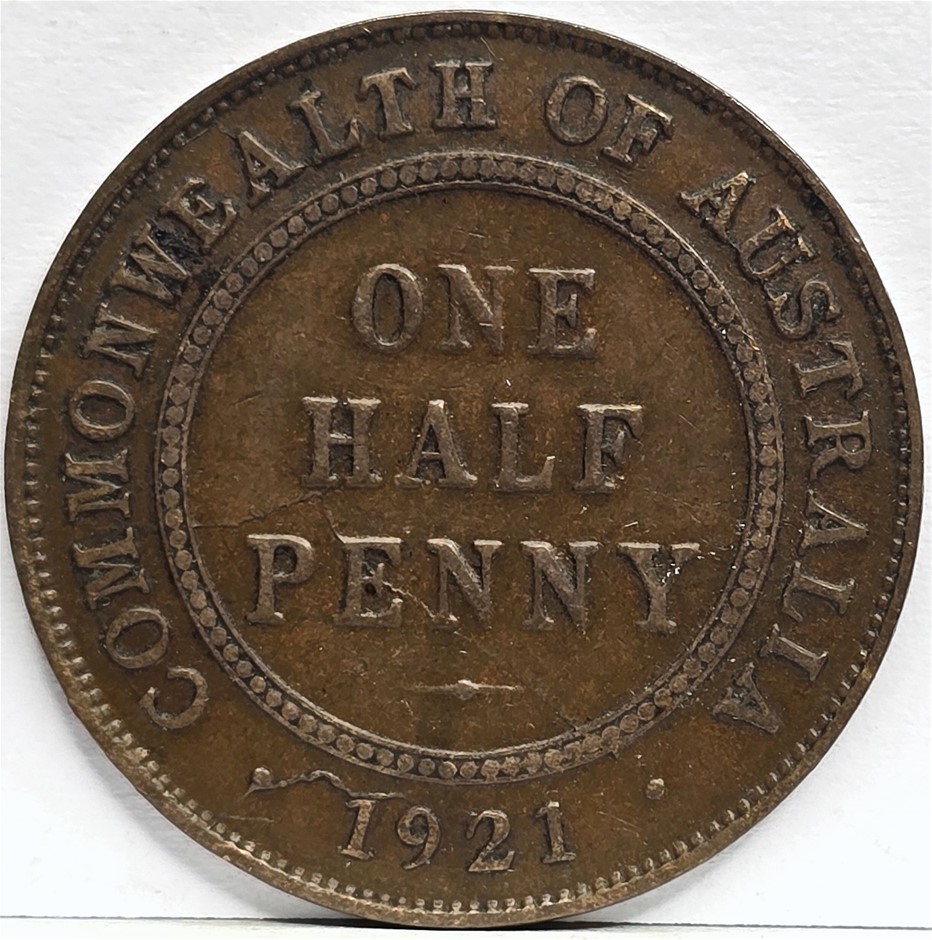 COMMONWEALTH OF AUSTRALIA
ONE
HALF
PENNY
1921